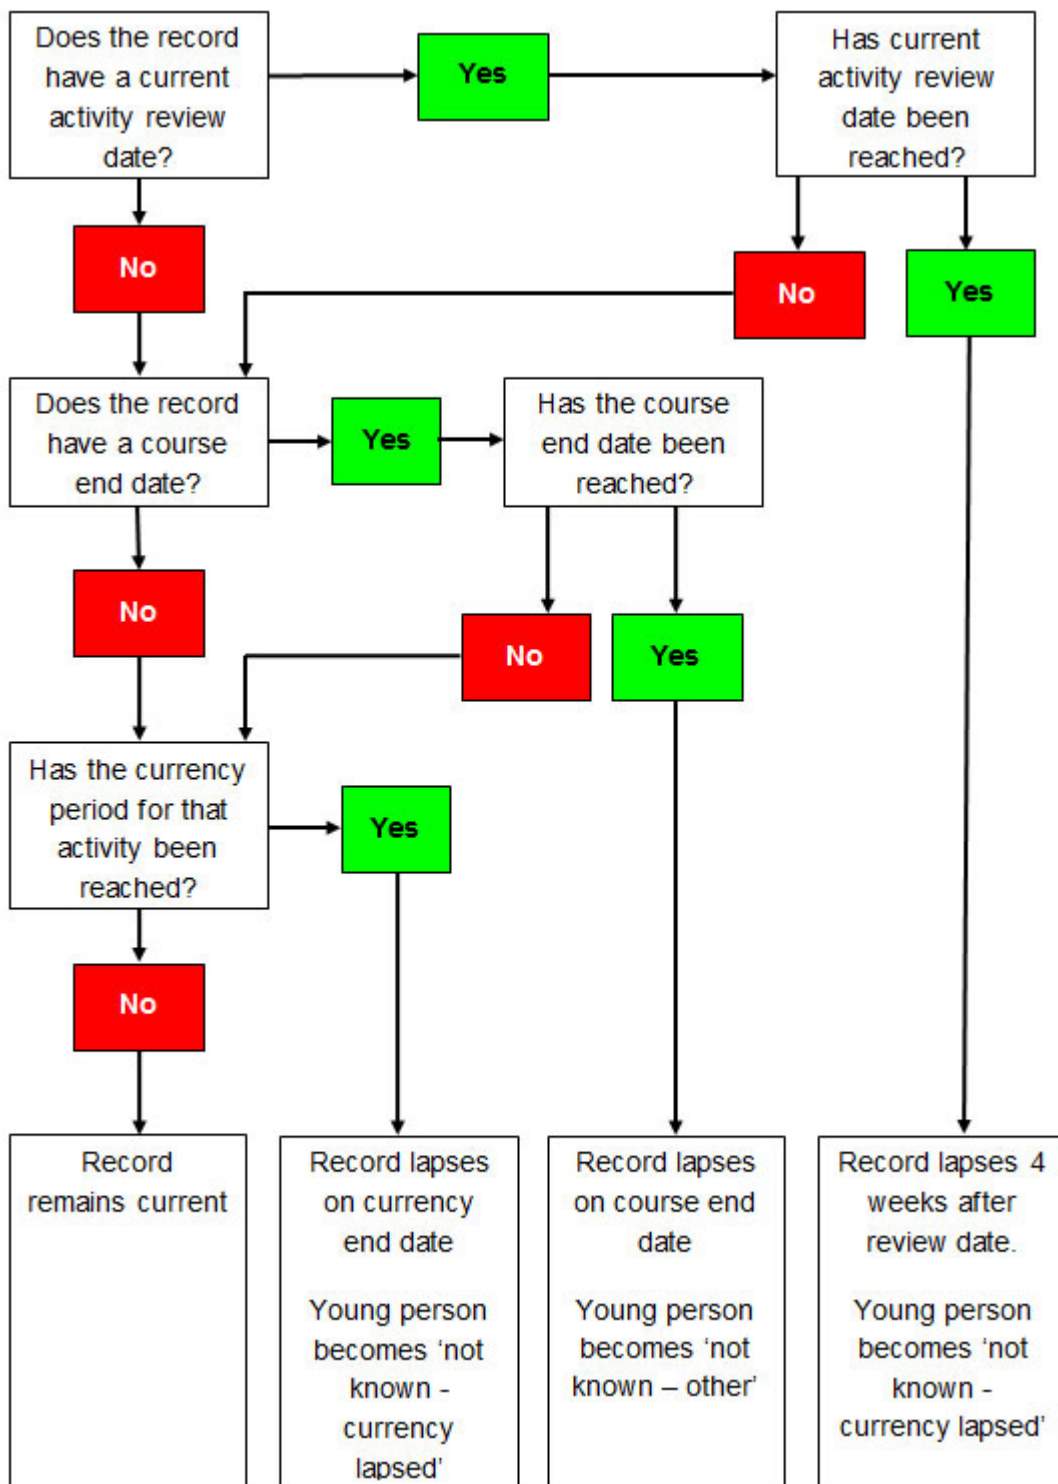 Does the record
have a current
activity review
date?
Yes
Has current
activity review
date been
reached?
No
No
Yes
Does the record
have a course
end date?
Yes
Has the course
end date been
reached?
No
No
Yes
Has the currency
period for that
activity been
reached?
Yes
No
Record
remains current
Record lapses
on currency
end date
Young person
becomes ‘not
known -
currency
lapsed’
Record lapses
on course end
date
Young person
becomes ‘not
known – other’
Record lapses 4
weeks after
review date.
Young person
becomes ‘not
known -
currency lapsed’